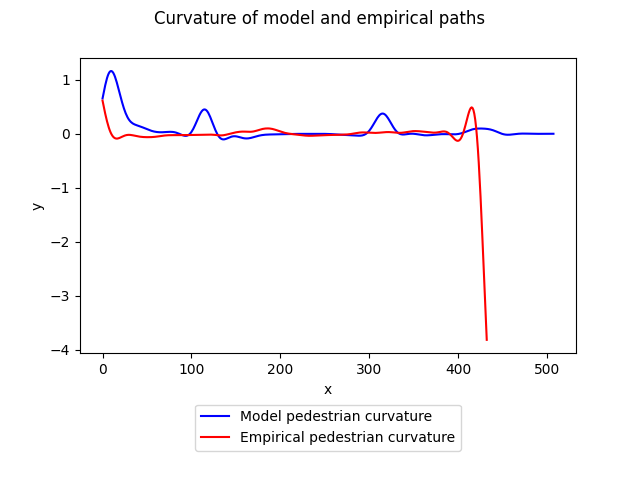 Curvature of model and empirical paths
1
0
−1
−2
−3
−4
y
0 100 200 300 400 500
x
Model pedestrian curvature
Empirical pedestrian curvature